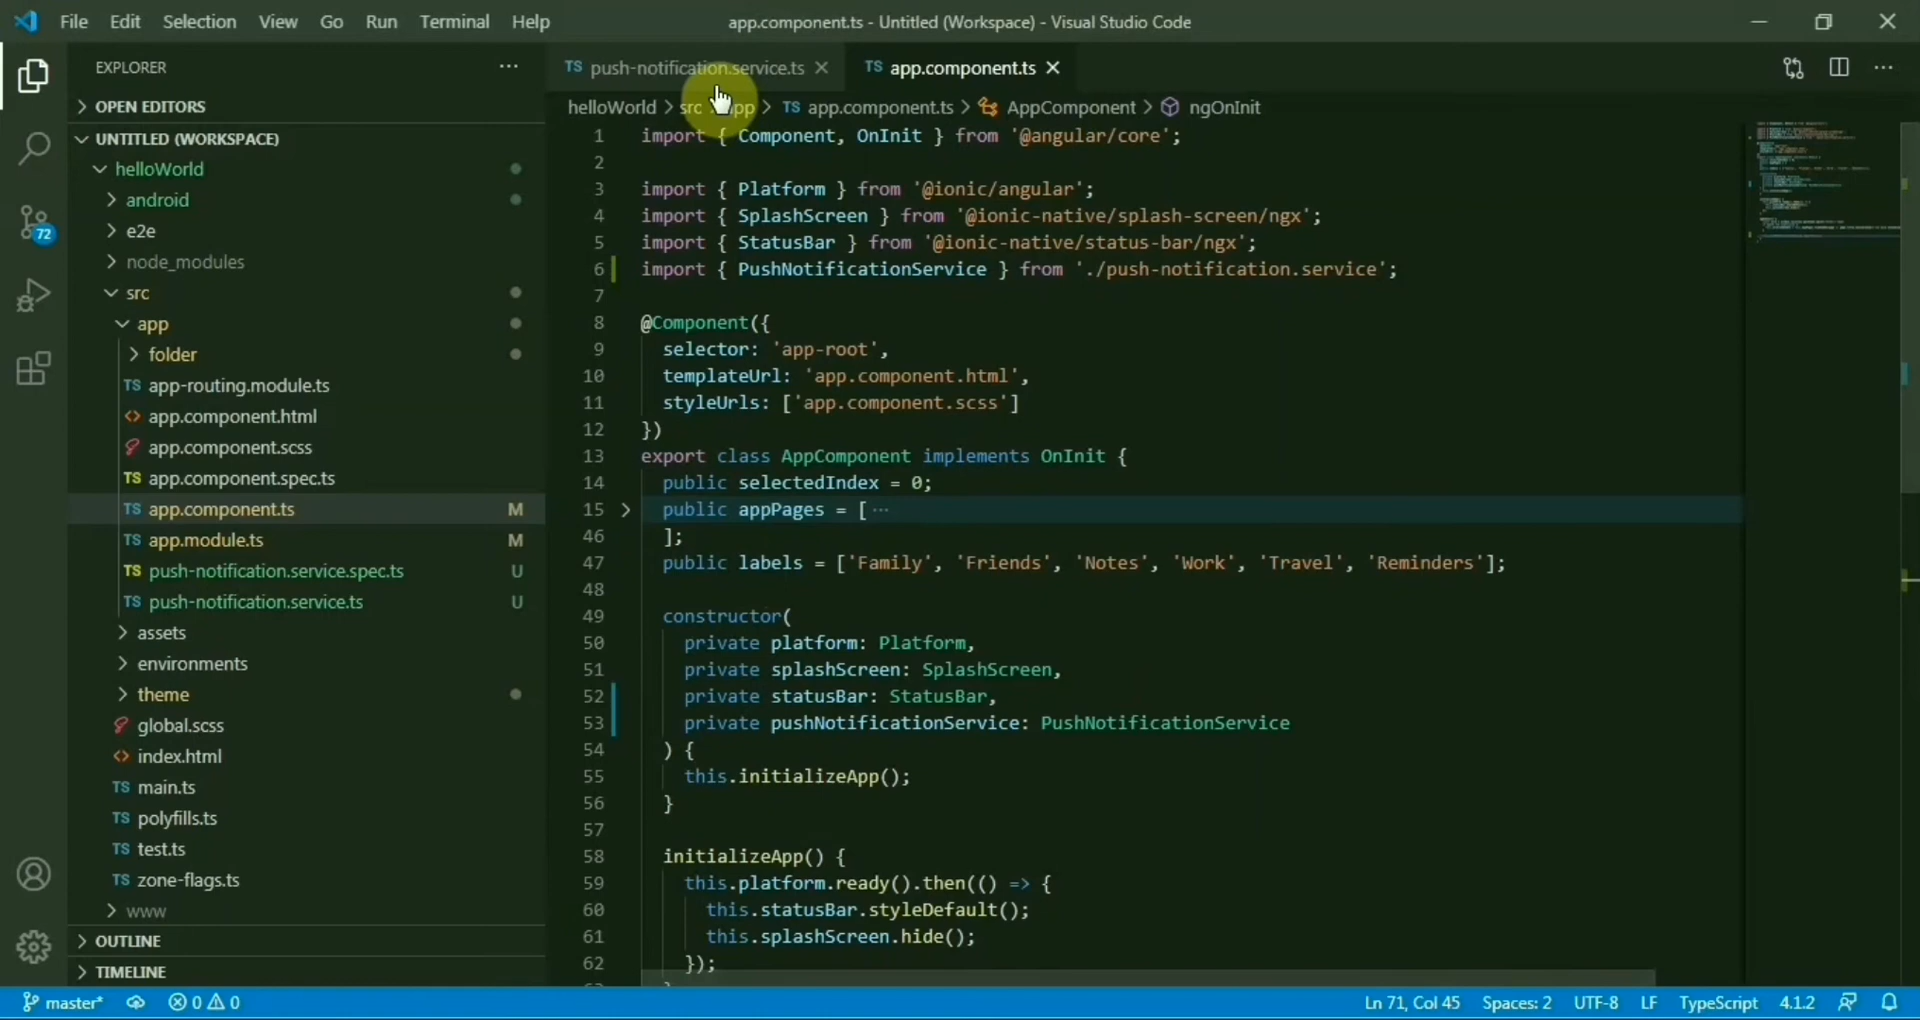 File Edit Selection View Go Run Terminal Help
app.component.ts - Untitled (Workspace) - Visual Studio Code
EXPLORER
OPEN EDITORS
UNTITLED (WORKSPACE)
helloWorld
android
e2e
node_modules
src
app
folder
TS app-routing.module.ts
<> app.component.html
app.component.scss
TS app.component.spec.ts
TS app.component.ts M
TS app.module.ts M
TS push-notification.service.spec.ts U
TS push-notification.service.ts U
assets
environments
theme
global.scss
<> index.html
TS main.ts
TS polyfills.ts
TS test.ts
TS zone-flags.ts
www
OUTLINE
TIMELINE
72
TS push-notification.service.ts
TS app.component.ts
helloWorld > src > app > TS app.component.ts > AppComponent > ngOnInit
1 import { Component, OnInit } from '@angular/core';
2
3 import { Platform } from '@ionic/angular';
4 import { SplashScreen } from '@ionic-native/splash-screen/ngx';
5 import { StatusBar } from '@ionic-native/status-bar/ngx';
6 import { PushNotificationService } from './push-notification.service';
7
8 @Component({
9 selector: 'app-root',
10 templateUrl: 'app.component.html',
11 styleUrls: ['app.component.scss']
12 })
13 export class AppComponent implements OnInit {
14 public selectedIndex = 0;
15 public appPages = [ ...
46 ];
47 public labels = ['Family', 'Friends', 'Notes', 'Work', 'Travel', 'Reminders'];
48
49 constructor(
50 private platform: Platform,
51 private splashScreen: SplashScreen,
52 private statusBar: StatusBar,
53 private pushNotificationService: PushNotificationService
54 ) {
55 this.initializeApp();
56 }
57
58 initializeApp() {
59 this.platform.ready().then(() => {
60 this.statusBar.styleDefault();
61 this.splashScreen.hide();
62 });
master* 0 0
Ln 71, Col 45 Spaces: 2 UTF-8 LF TypeScript 4.1.2